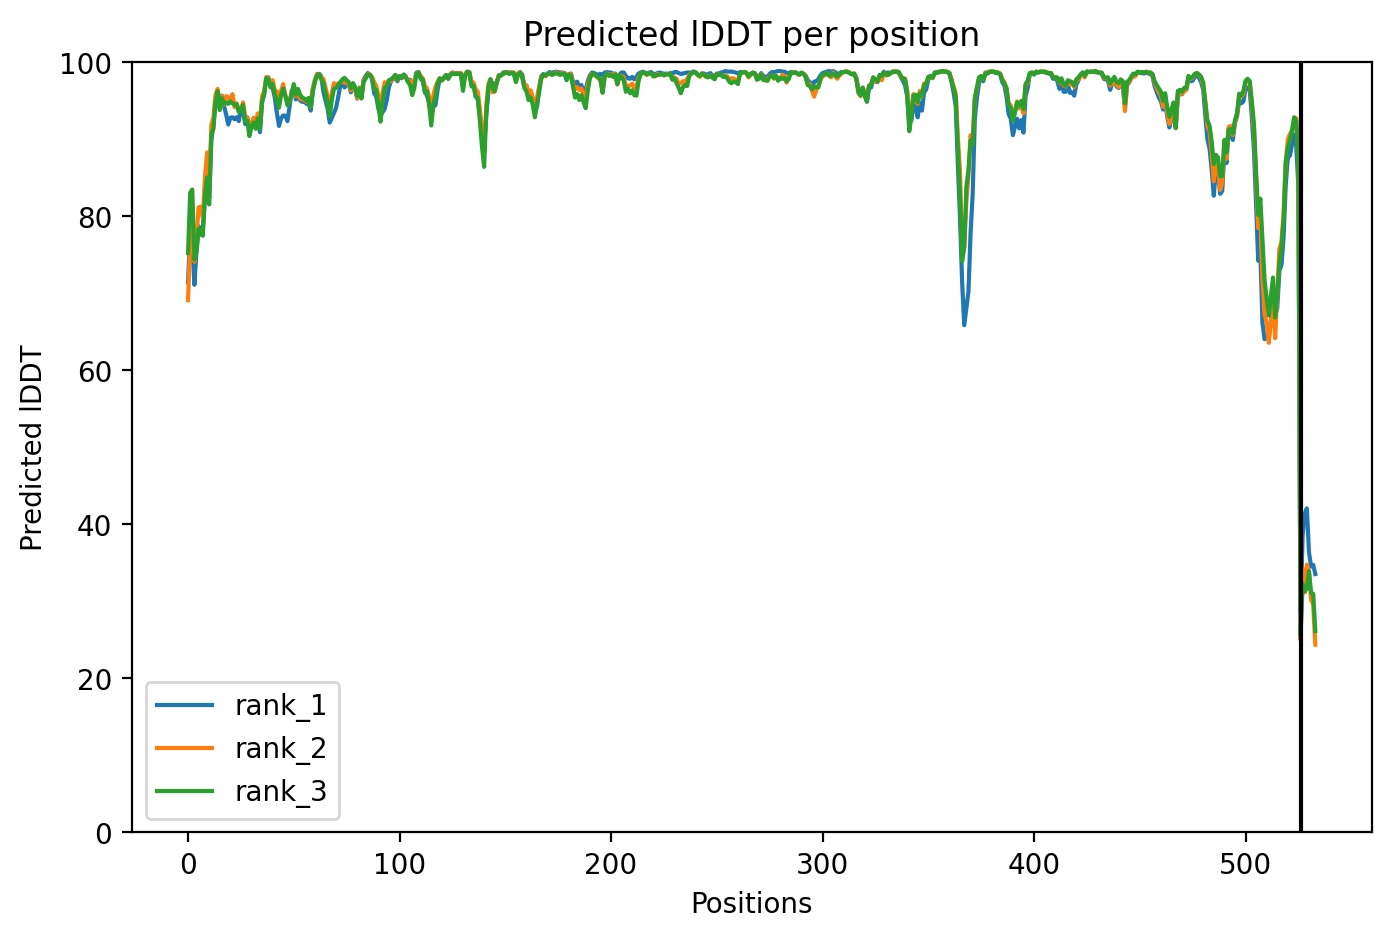 Predicted lDDT per position
100
80
60
40
20
0
Predicted lDDT
rank_1
rank_2
rank_3
0 100 200 300 400 500
Positions